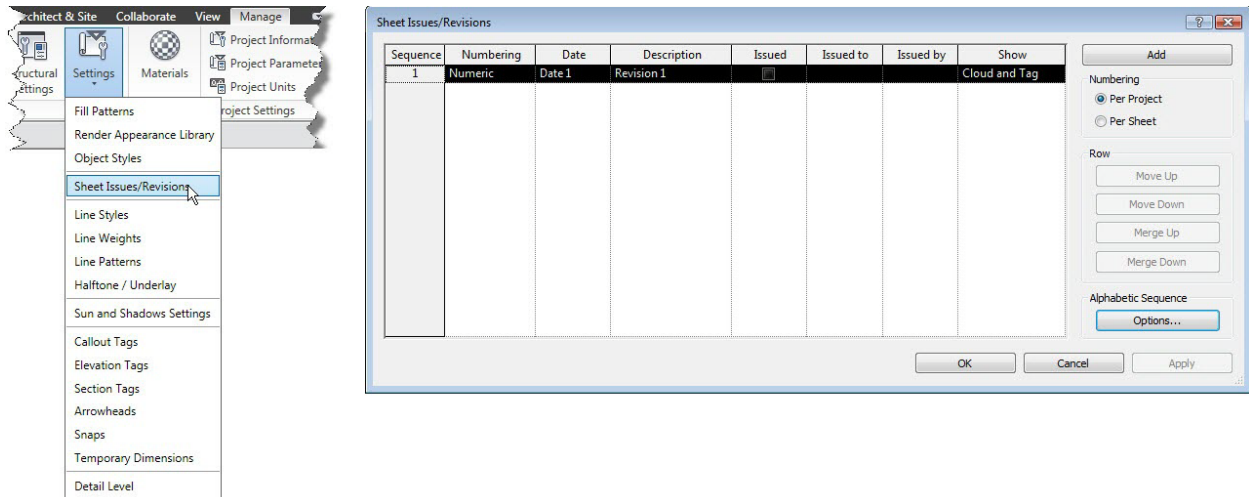 chitect & Site Collaborate View Manage
Project Informat
Project Parameter
Project Units
uctural Settings Materials
ettings
roject Settings
Fill Patterns
Render Appearance Library
Object Styles
Sheet Issues/Revisions
Line Styles
Line Weights
Line Patterns
Halftone / Underlay
Sun and Shadows Settings
Callout Tags
Elevation Tags
Section Tags
Arrowheads
Snaps
Temporary Dimensions
Detail Level
Sheet Issues/Revisions
Sequence Numbering Date Description Issued Issued to Issued by Show
1 Numeric Date 1 Revision 1 Cloud and Tag
Add
Numbering
Per Project
Per Sheet
Row
Move Up
Move Down
Merge Up
Merge Down
Alphabetic Sequence
Options...
OK Cancel Apply